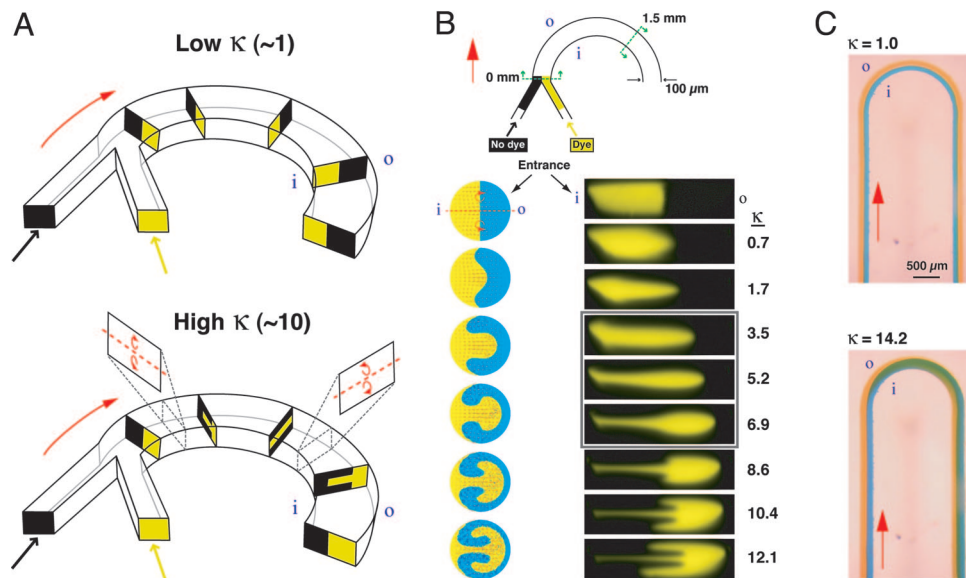 A
Low κ (~1)
o
i
High κ (~10)
i
o
B
o
1.5 mm
i
0 mm
100 µm
No dye
Dye
Entrance
i
o
i
o
κ
0.7
1.7
3.5
5.2
6.9
8.6
10.4
12.1
C
κ = 1.0
o
i
500 µm
κ = 14.2
o
i